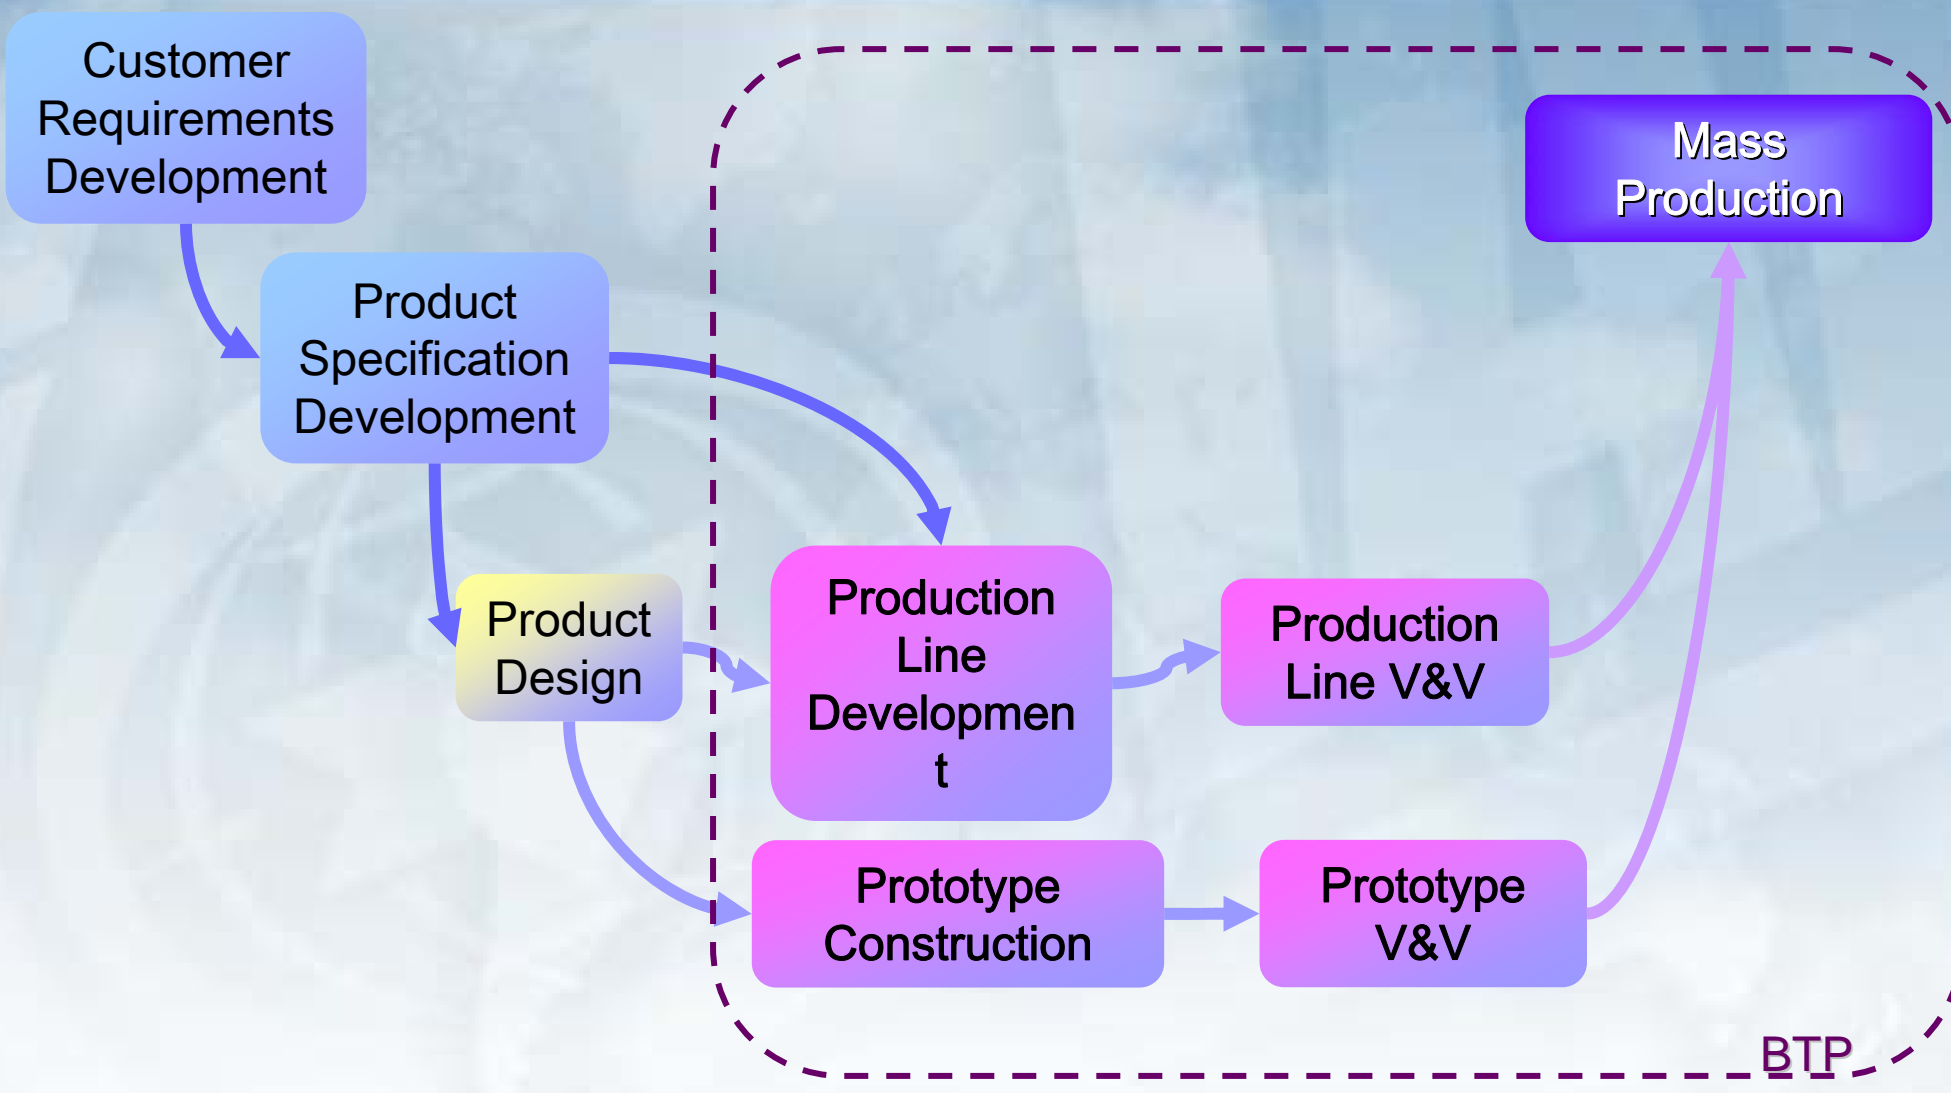 Customer
Requirements
Development
Product
Specification
Development
Mass
Production
Product
Design
Production
Line
Developmen
t
Production
Line V&V
Prototype
Construction
Prototype
V&V
BTP